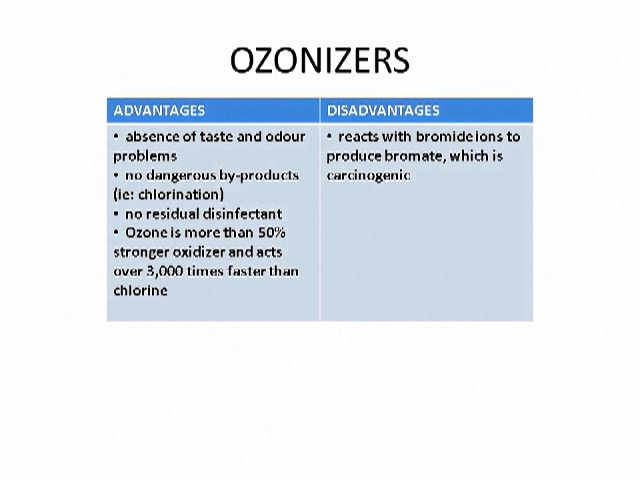 OZONIZERS
ADVANTAGES
• absence of taste and odour
problems
• no dangerous by-products
(ie: chlorination)
• no residual disinfectant
• Ozone is more than 50%
stronger oxidizer and acts
over 3,000 times faster than
chlorine
DISADVANTAGES
• reacts with bromide ions to
produce bromate, which is
carcinogenic